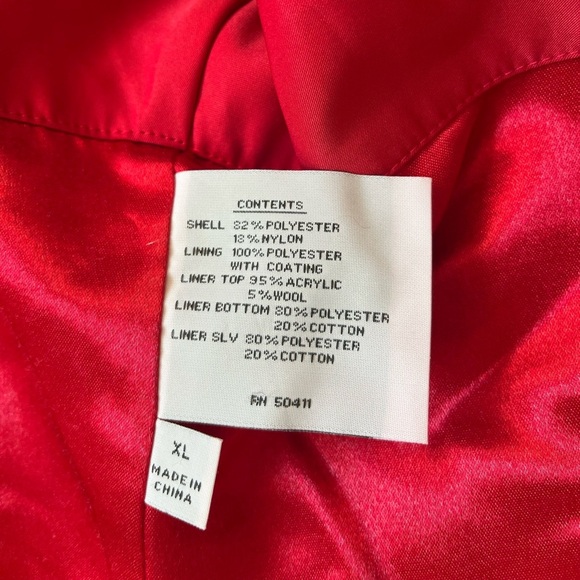 CONTENTS
SHELL 82% POLYESTER
18% NYLON
LINING 100% POLYESTER
WITH COATING
LINER TOP 95% ACRYLIC
5% WOOL
LINER BOTTOM 80% POLYESTER
20% COTTON
LINER SLV 80% POLYESTER
20% COTTON
RN 50411
XL
MADE IN
CHINA